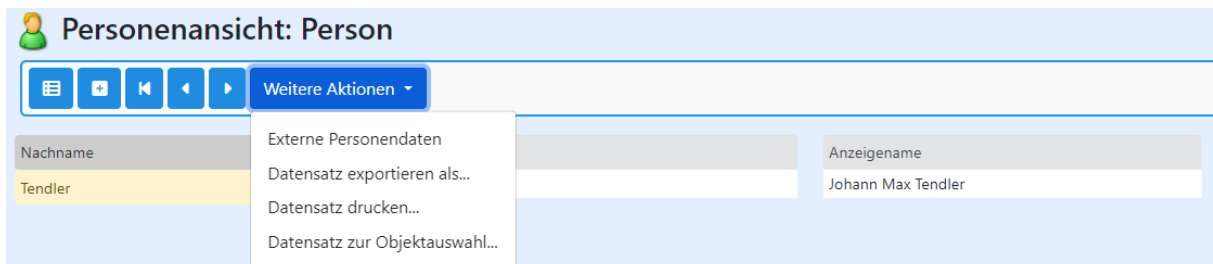 Personenansicht: Person
Weitere Aktionen
Externe Personendaten
Datensatz exportieren als...
Datensatz drucken...
Datensatz zur Objektauswahl...
Nachname
Tendler
Anzeigename
Johann Max Tendler